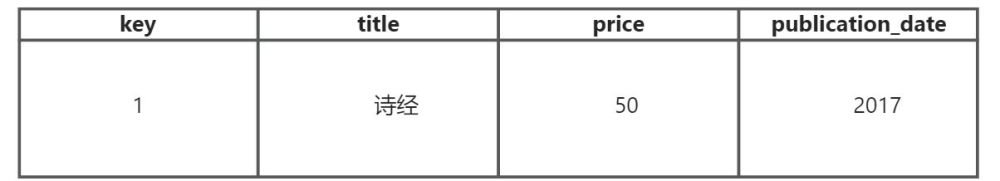 key title price publication_date
1 诗经 50 2017